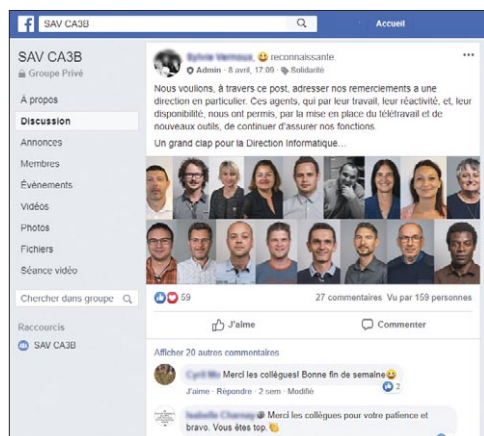 SAV CA3B
Accueil
SAV CA3B
Groupe Privé
À propos
Discussion
Annonces
Membres
Événements
Vidéos
Photos
Fichiers
Séance vidéo
Chercher dans groupe
Raccourcis
SAV CA3B
reconnaissante.
Admin · 8 avril, 17:09 · Solidarité
Nous voulions, à travers ce post, adresser nos remerciements a une
direction en particulier. Ces agents, qui par leur travail, leur réactivité, et, leur
disponibilité, nous ont permis, par la mise en place du télétravail et de
nouveaux outils, de continuer d'assurer nos fonctions.
Un grand clap pour la Direction Informatique...
59
27 commentaires Vu par 159 personnes
J'aime
Commenter
Afficher 20 autres commentaires
Merci les collègues! Bonne fin de semaine
J'aime · Répondre · 2 sem · Modifié
2
Merci les collègues pour votre patience et
bravo. Vous êtes top.